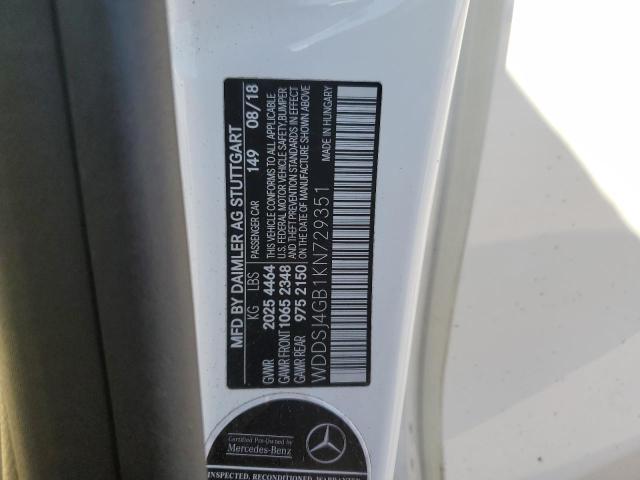 MFD BY DAIMLER AG STUTTGART
PASSENGER CAR 149 08/18
KG LBS
GVWR 2025 4464
GAWR FRONT 1065 2348
GAWR REAR 975 2150
THIS VEHICLE CONFORMS TO ALL APPLICABLE
U.S. FEDERAL MOTOR VEHICLE SAFETY, BUMPER
AND THEFT PREVENTION STANDARDS IN EFFECT
ON THE DATE OF MANUFACTURE SHOWN ABOVE
MADE IN HUNGARY
WDDSJ4GB1KN729351
Certified Pre-Owned by
Mercedes-Benz
INSPECTED, RECONDITIONED, WARRANTED